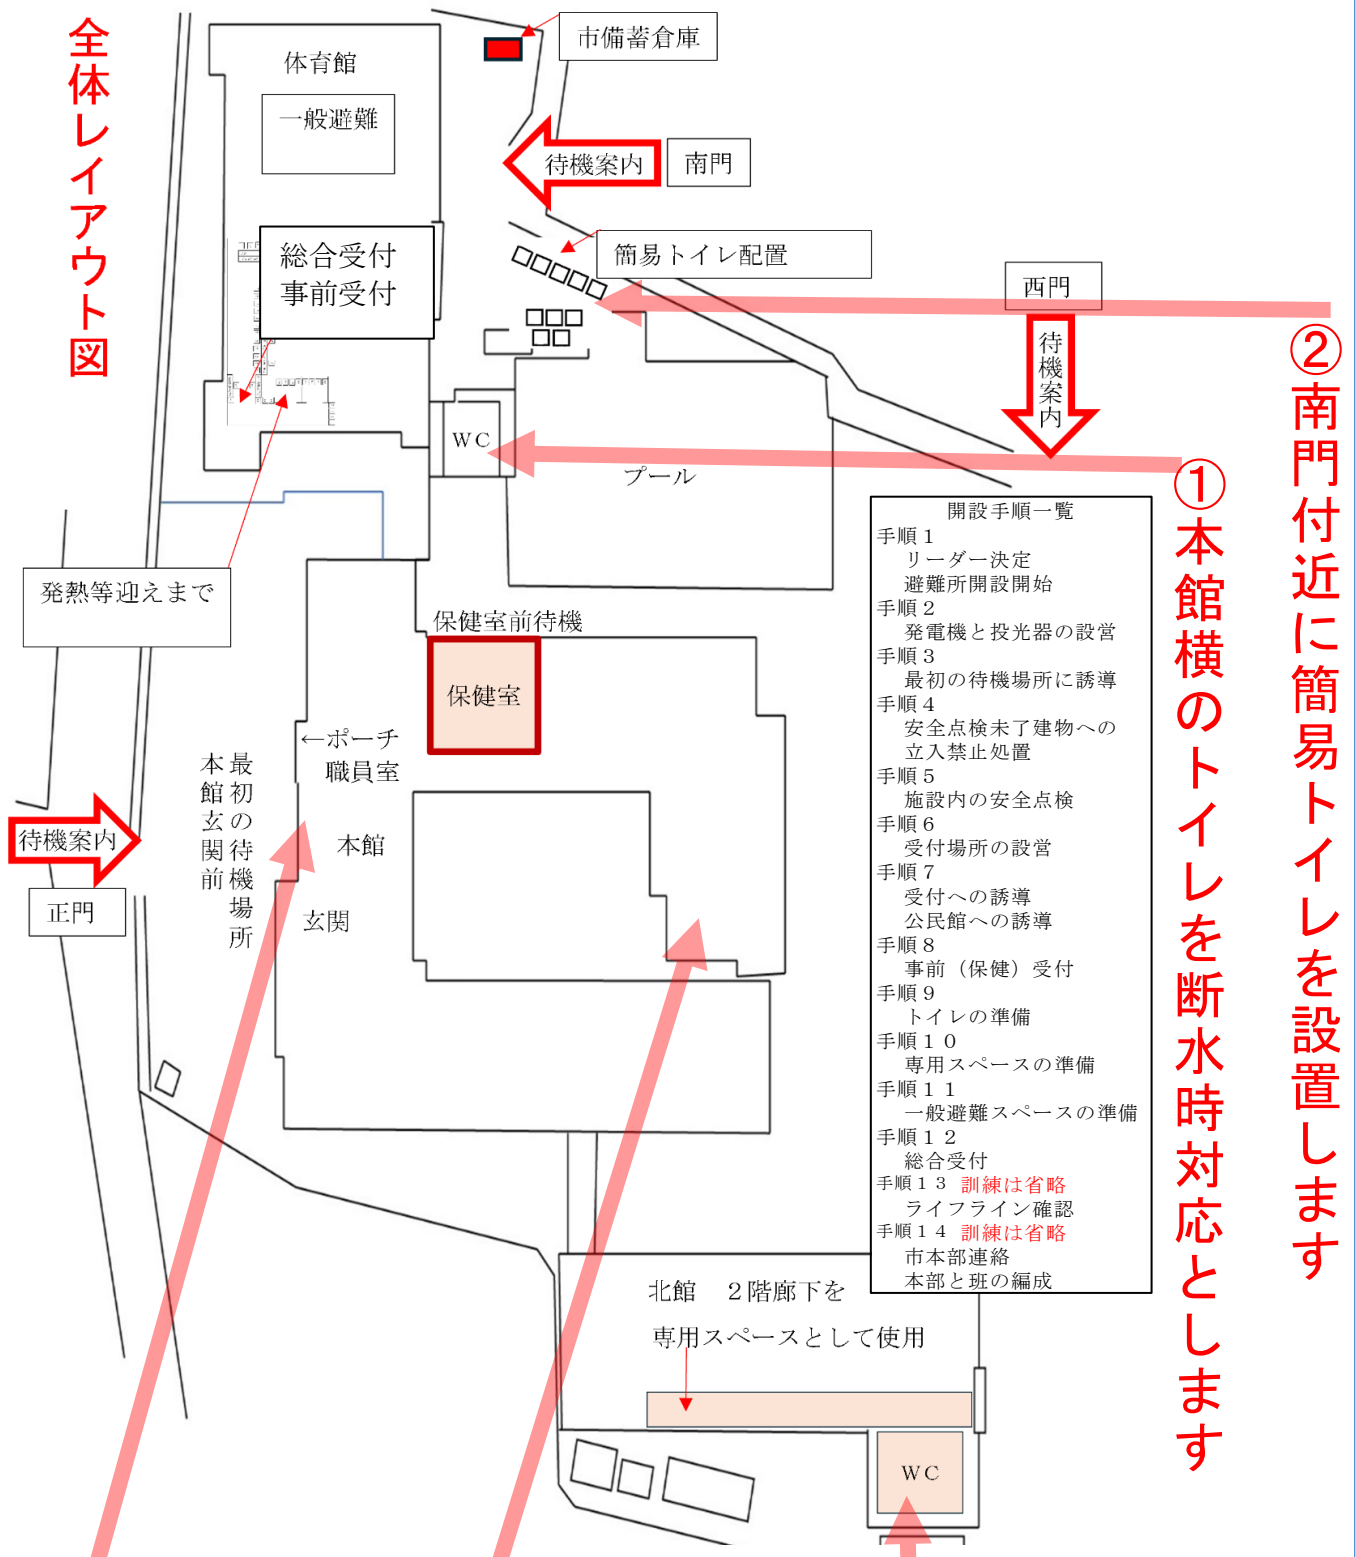 全体レイアウト図
体育館
一般避難
市備蓄倉庫
待機案内
南門
総合受付
事前受付
簡易トイレ配置
西門
待機案内
WC
プール
発熱等迎えまで
保健室前待機
保健室
←ポーチ
職員室
最初の待機場所
本館玄関前
本館
玄関
待機案内
正門
開設手順一覧
手順1
リーダー決定
避難所開設開始
手順2
発電機と投光器の設営
手順3
最初の待機場所に誘導
手順4
安全点検未了建物への
立入禁止処置
手順5
施設内の安全点検
手順6
受付場所の設営
手順7
受付への誘導
公民館への誘導
手順8
事前（保健）受付
手順9
トイレの準備
手順10
専用スペースの準備
手順11
一般避難スペースの準備
手順12
総合受付
手順13 訓練は省略
ライフライン確認
手順14 訓練は省略
市本部連絡
本部と班の編成
北館　2階廊下を
専用スペースとして使用
WC
①本館横のトイレを断水時対応とします
②南門付近に簡易トイレを設置します